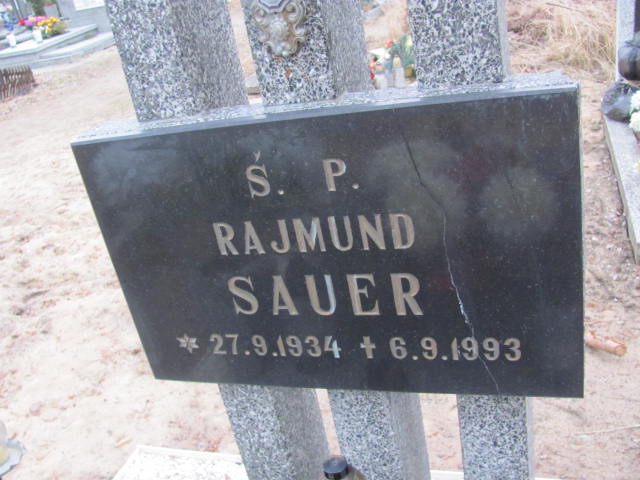 Ś. P.
RAJMUND
SAUER
* 27.9.1934 ✝ 6.9.1993